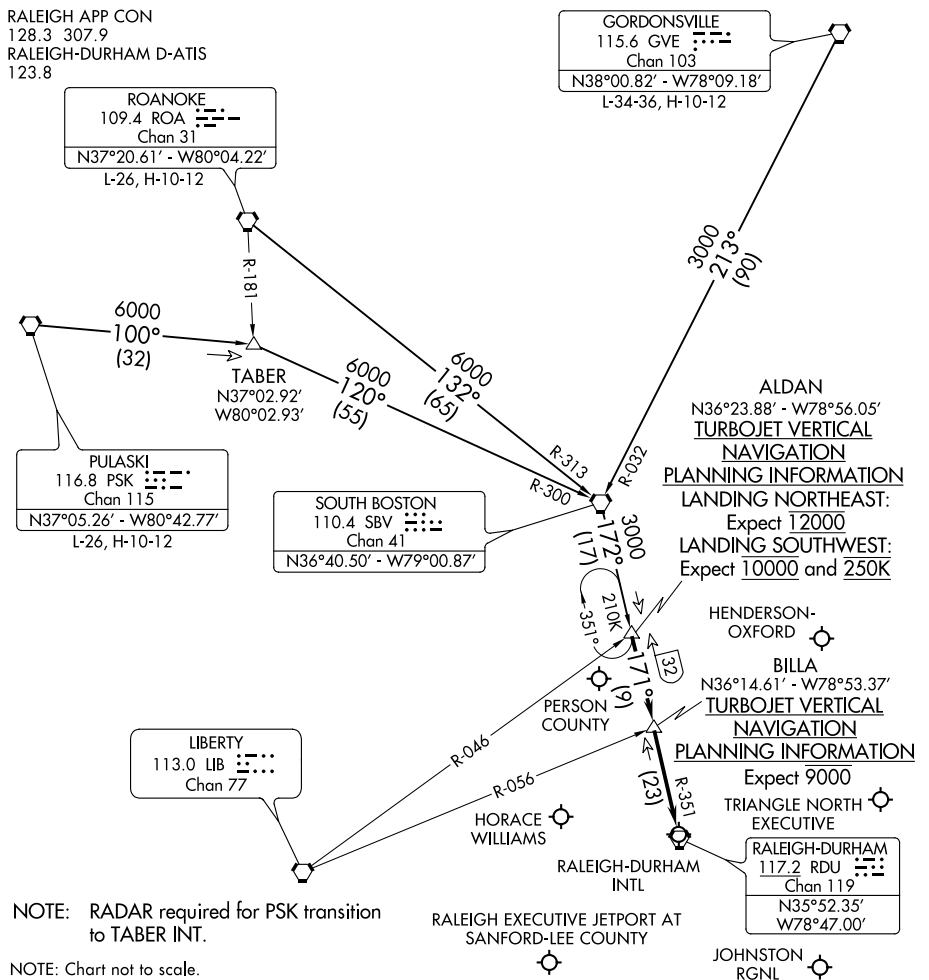 RALEIGH APP CON
128.3 307.9
RALEIGH-DURHAM D-ATIS
123.8
GORDONSVILLE
115.6 GVE
Chan 103
N38°00.82' - W78°09.18'
L-34-36, H-10-12
ROANOKE
109.4 ROA
Chan 31
N37°20.61' - W80°04.22'
L-26, H-10-12
3000
213°
(90)
R-181
6000
100°
(32)
TABER
N37°02.92'
W80°02.93'
6000
120°
(55)
6000
132°
(65)
R-313
R-300
R-032
PULASKI
116.8 PSK
Chan 115
N37°05.26' - W80°42.77'
L-26, H-10-12
SOUTH BOSTON
110.4 SBV
Chan 41
N36°40.50' - W79°00.87'
3000
172°
(17)
ALDAN
N36°23.88' - W78°56.05'
TURBOJET VERTICAL
NAVIGATION
PLANNING INFORMATION
LANDING NORTHEAST:
Expect 12000
LANDING SOUTHWEST:
Expect 10000 and 250K
210K
351°
32
171°
(9)
HENDERSON-
OXFORD
PERSON
COUNTY
BILLA
N36°14.61' - W78°53.37'
TURBOJET VERTICAL
NAVIGATION
PLANNING INFORMATION
Expect 9000
LIBERTY
113.0 LIB
Chan 77
R-046
R-056
(23)
R-351
HORACE
WILLIAMS
TRIANGLE NORTH
EXECUTIVE
RALEIGH-DURHAM
INTL
RALEIGH-DURHAM
117.2 RDU
Chan 119
N35°52.35'
W78°47.00'
NOTE: RADAR required for PSK transition
to TABER INT.
RALEIGH EXECUTIVE JETPORT AT
SANFORD-LEE COUNTY
JOHNSTON
RGNL
NOTE: Chart not to scale.